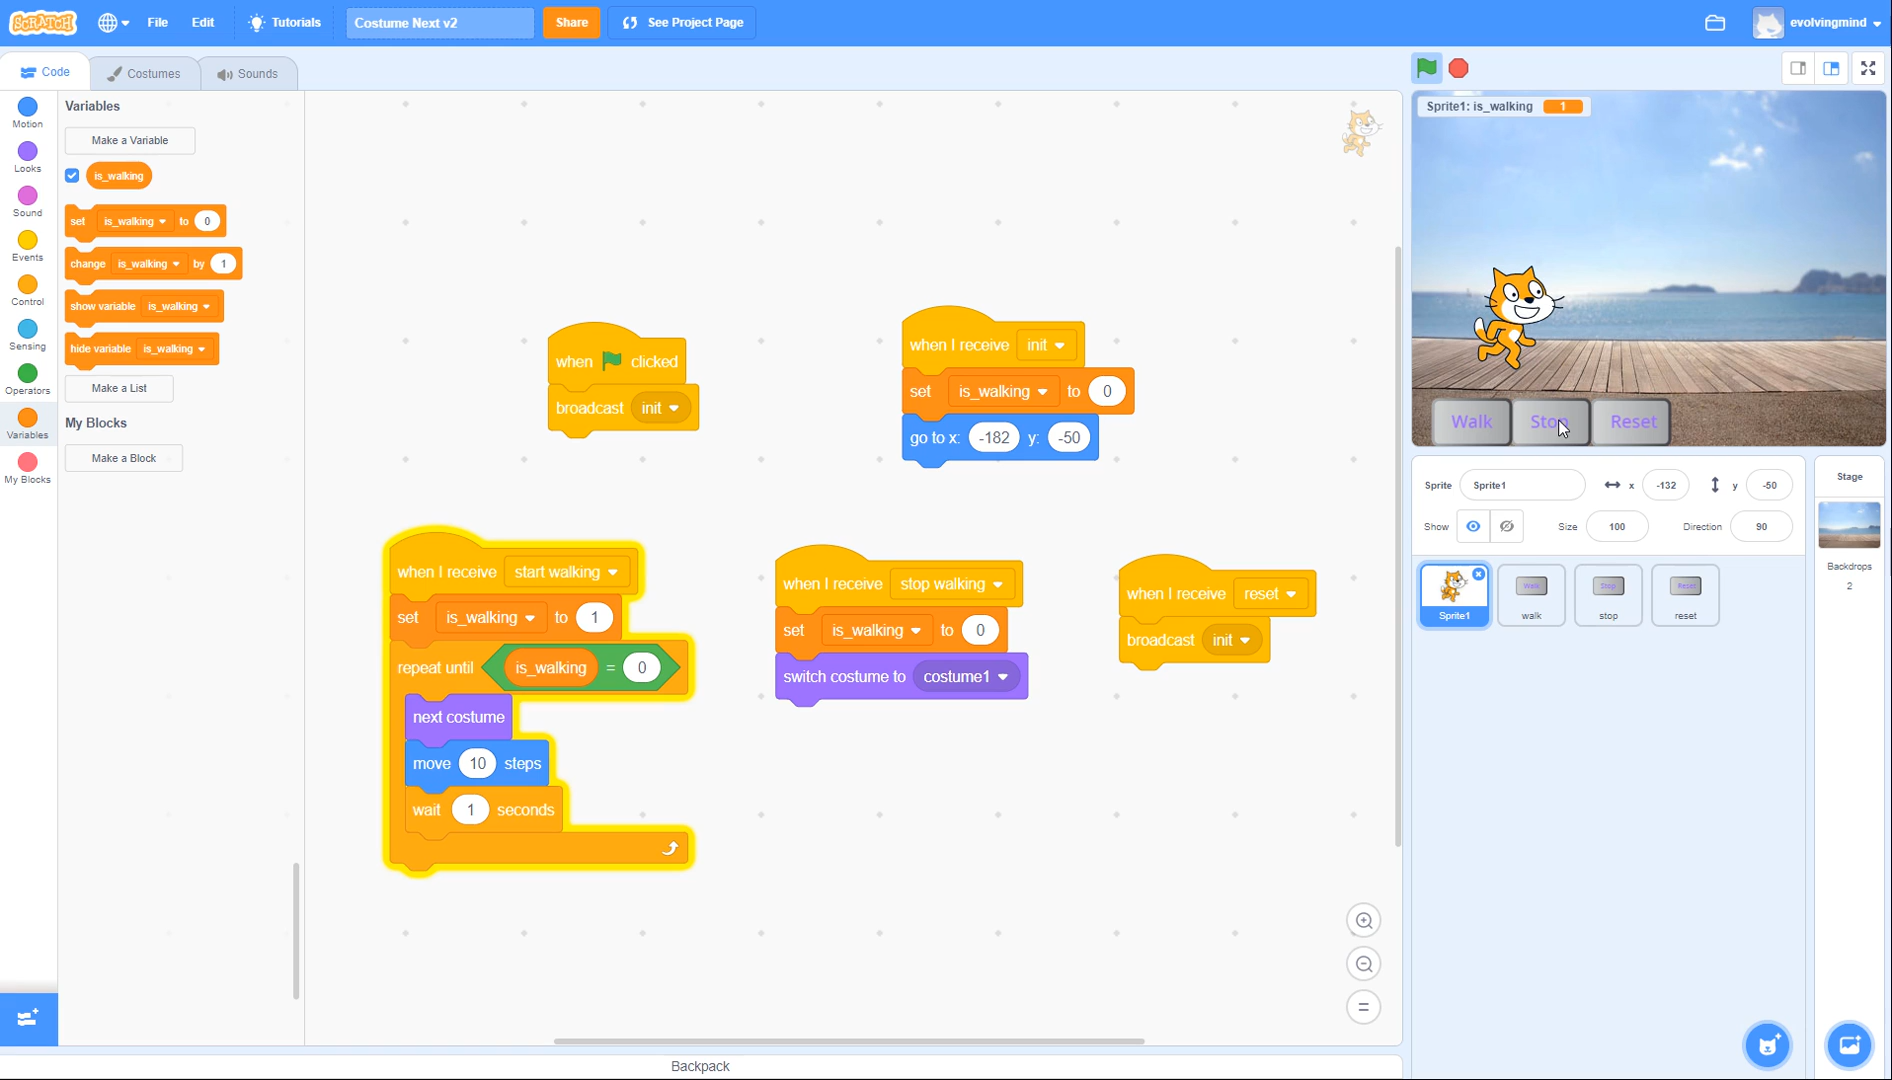 SCRATCH File Edit Tutorials Costume Next v2 Share See Project Page evolvingmind
Code Costumes Sounds
Motion
Looks
Sound
Events
Control
Sensing
Operators
Variables
My Blocks
Variables
Make a Variable
is_walking
set is_walking to 0
change is_walking by 1
show variable is_walking
hide variable is_walking
Make a List
My Blocks
Make a Block
when clicked
broadcast init
when I receive init
set is_walking to 0
go to x: -182 y: -50
when I receive start walking
set is_walking to 1
repeat until is_walking = 0
next costume
move 10 steps
wait 1 seconds
when I receive stop walking
set is_walking to 0
switch costume to costume1
when I receive reset
broadcast init
Backpack
Sprite1: is_walking 1
Walk Stop Reset
Sprite Sprite1 x -132 y -50
Show Size 100 Direction 90
Walk Stop Reset
Sprite1 walk stop reset
Stage
Backdrops
2